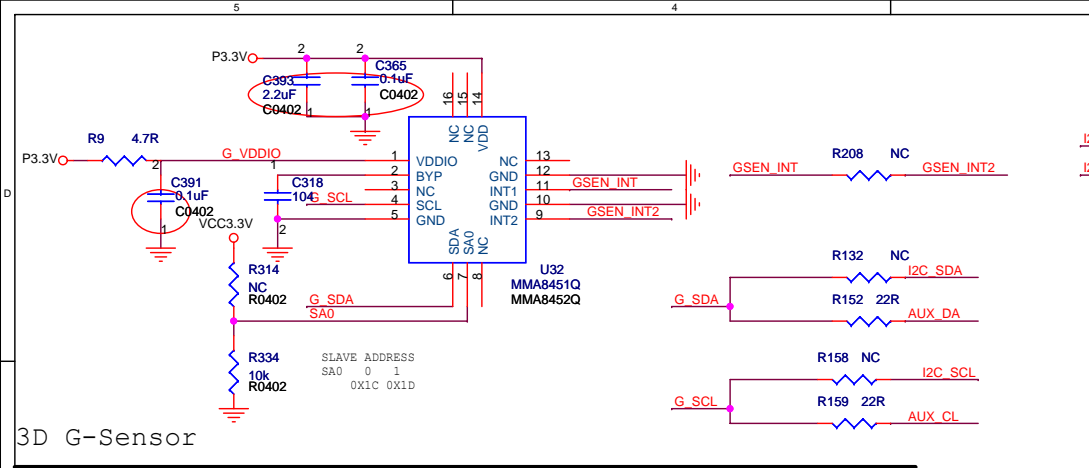 5
4
P3.3V
2
2
C393
2.2uF
C0402
1
C365
0.1uF
C0402
1
R9 4.7R
P3.3V
2
G_VDDIO
C391
0.1uF
C0402
1
1
C318
104
2
G_SCL
VCC3.3V
R314
NC
R0402
G_SDA
SA0
R334
10k
R0402
SLAVE ADDRESS
SA0 0 1
0X1C 0X1D
16 15 14
NC NC VDD
1 VDDIO
2 BYP
3 NC
4 SCL
5 GND
NC 13
GND 12
INT1 11
GND 10
INT2 9
SDA SA0 NC
6 7 8
GSEN_INT
GSEN_INT2
U32
MMA8451Q
MMA8452Q
GSEN_INT
R208 NC
GSEN_INT2
R132 NC
I2C_SDA
G_SDA
R152 22R
AUX_DA
R158 NC
I2C_SCL
G_SCL
R159 22R
AUX_CL
D
3D G-Sensor